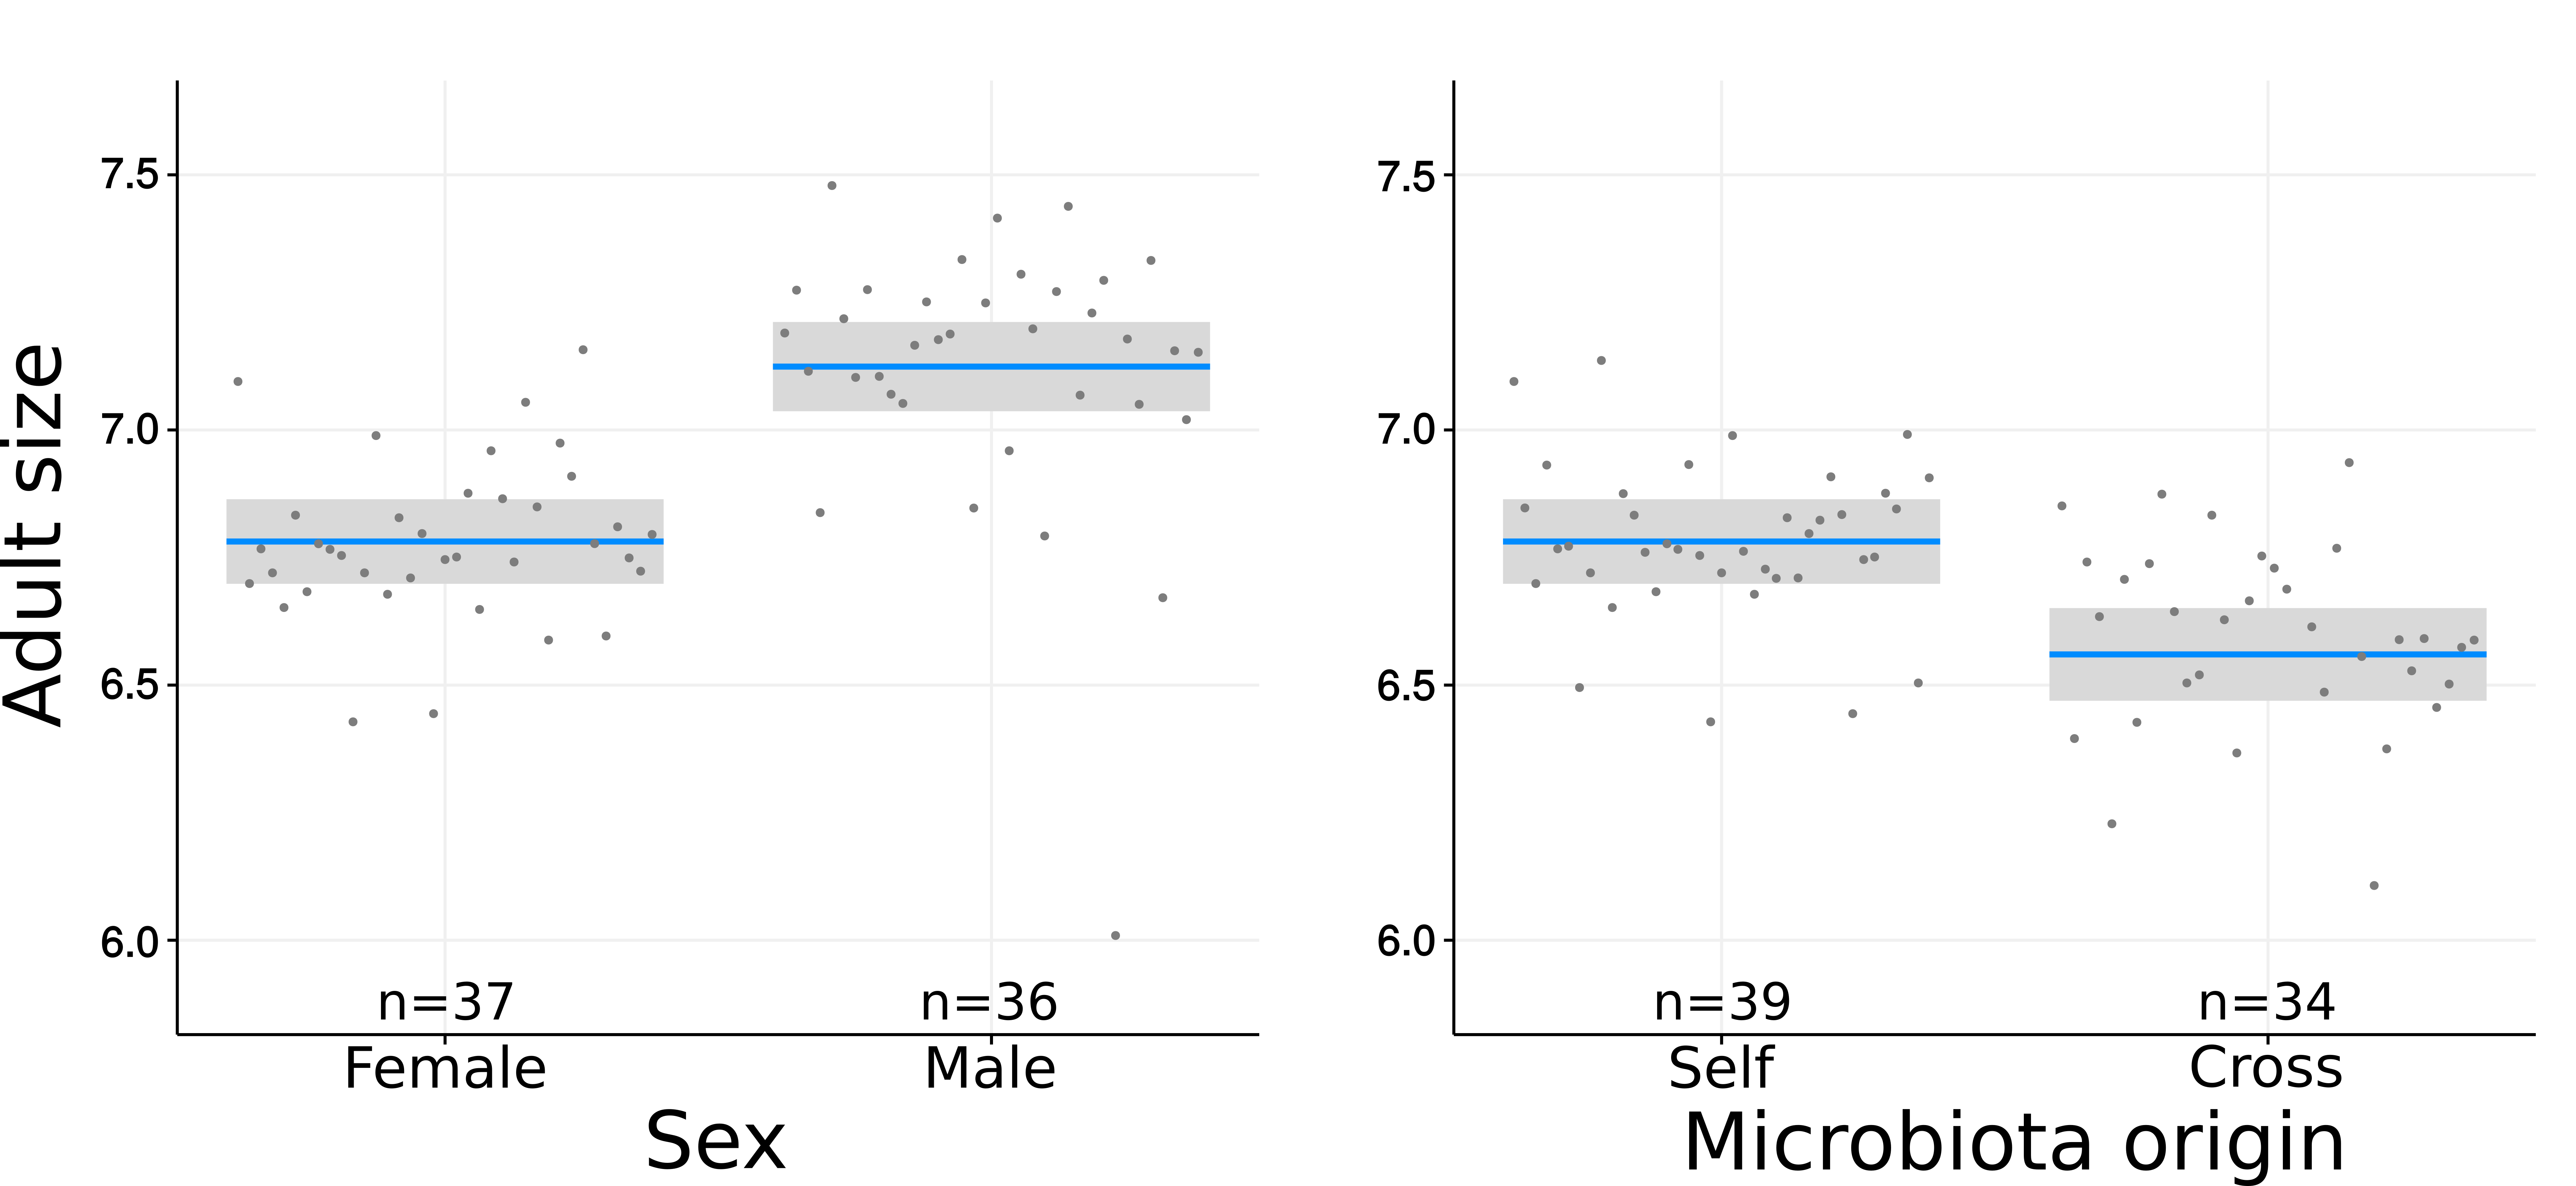 Adult size
7.5
7.0
6.5
6.0
n=37
n=36
Female
Male
Sex
7.5
7.0
6.5
6.0
n=39
n=34
Self
Cross
Microbiota origin